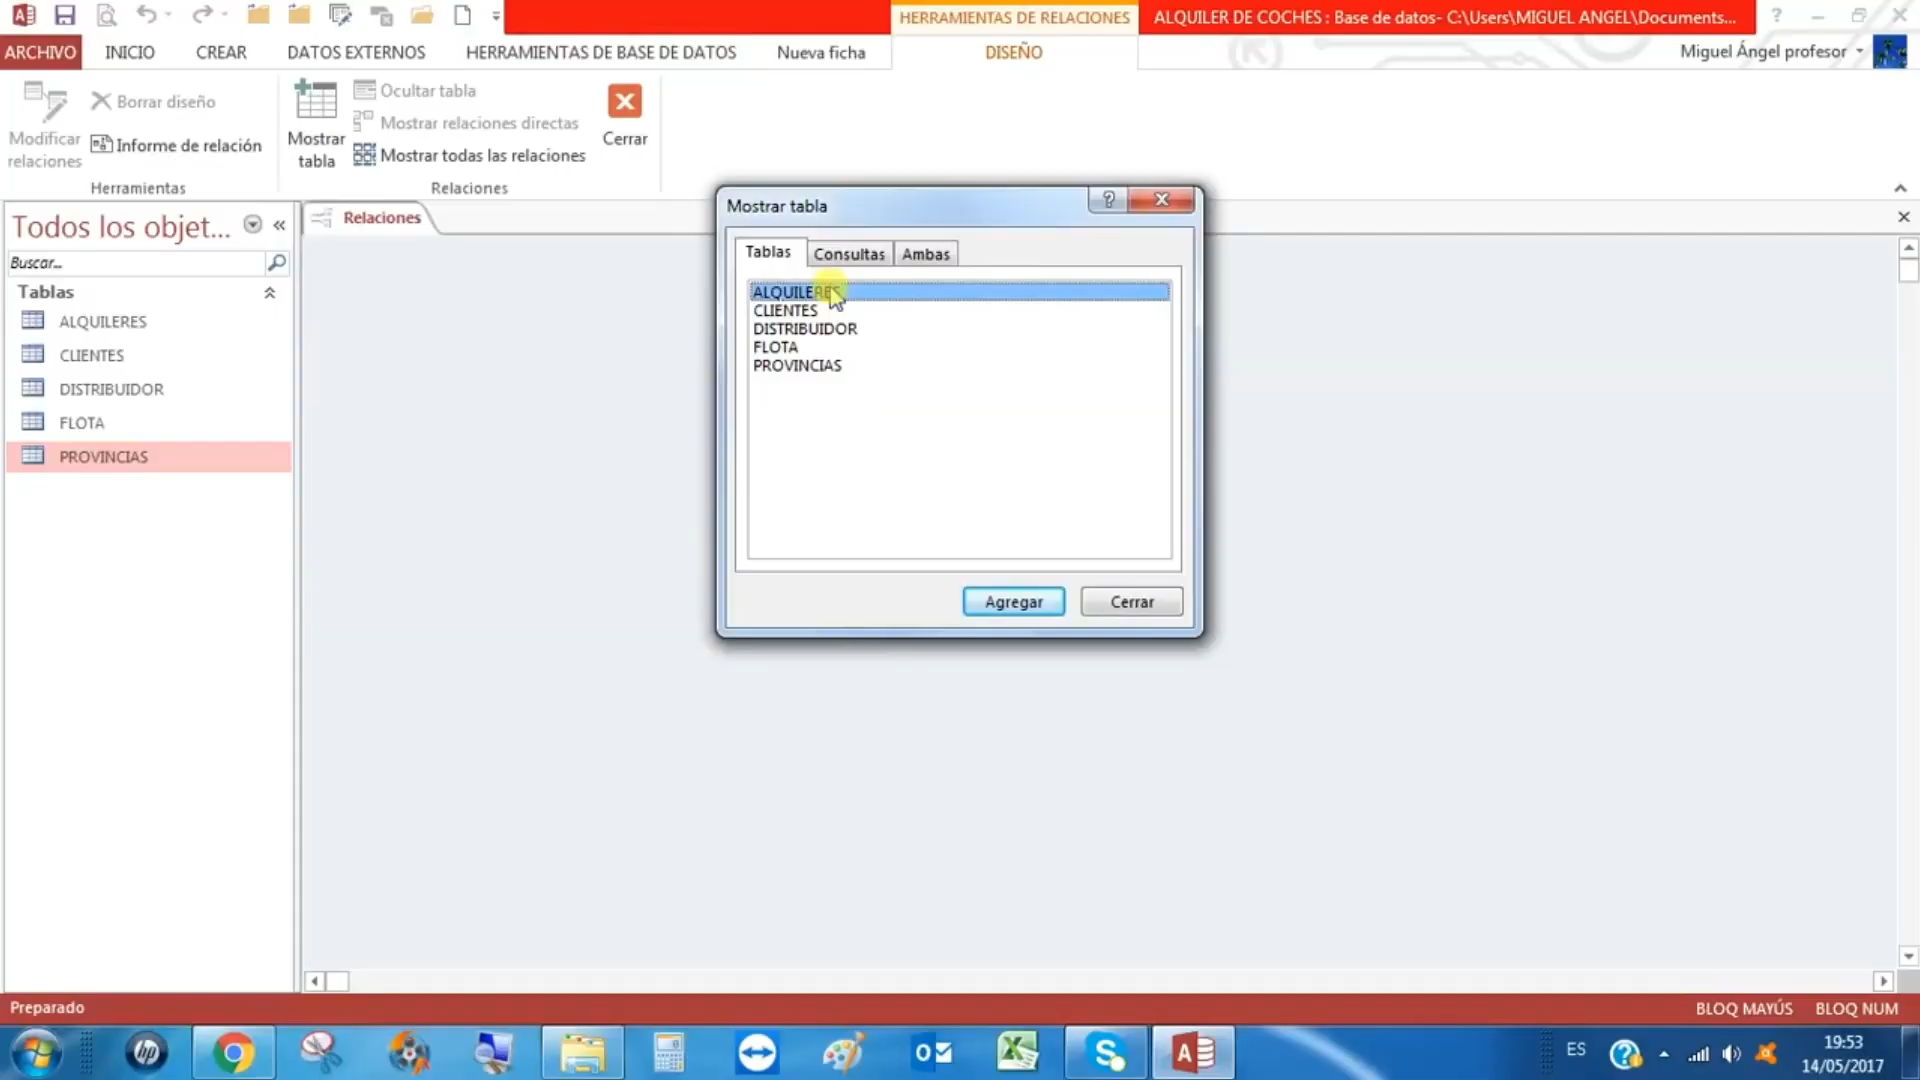 HERRAMIENTAS DE RELACIONES
ALQUILER DE COCHES : Base de datos- C:\Users\MIGUEL ANGEL\Documents...
ARCHIVO
INICIO
CREAR
DATOS EXTERNOS
HERRAMIENTAS DE BASE DE DATOS
Nueva ficha
DISEÑO
Miguel Ángel profesor
Modificar
relaciones
Borrar diseño
Informe de relación
Herramientas
Mostrar
tabla
Ocultar tabla
Mostrar relaciones directas
Mostrar todas las relaciones
Cerrar
Relaciones
Todos los objet...
Buscar...
Tablas
ALQUILERES
CLIENTES
DISTRIBUIDOR
FLOTA
PROVINCIAS
Relaciones
Mostrar tabla
Tablas
Consultas
Ambas
ALQUILERES
CLIENTES
DISTRIBUIDOR
FLOTA
PROVINCIAS
Agregar
Cerrar
Preparado
BLOQ MAYÚS
BLOQ NUM
ES
19:53
14/05/2017